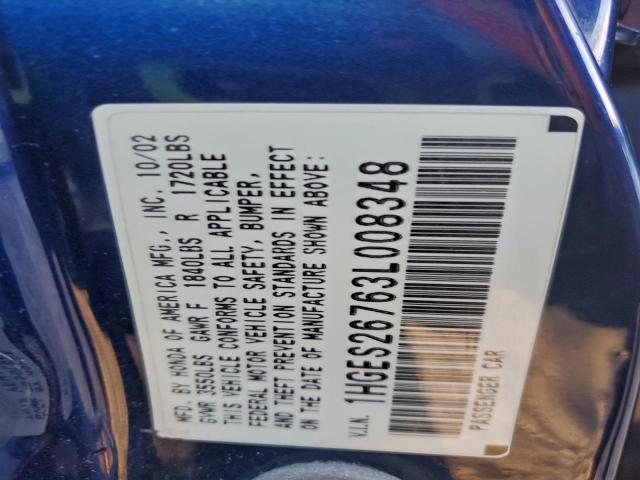 MFD. BY HONDA OF AMERICA MFG., INC. 10/02
GVWR 3550LBS GAWR F 1840LBS R 1720LBS
THIS VEHICLE CONFORMS TO ALL APPLICABLE
FEDERAL MOTOR VEHICLE SAFETY, BUMPER,
AND THEFT PREVENTION STANDARDS IN EFFECT
ON THE DATE OF MANUFACTURE SHOWN ABOVE:
V.I.N. 1HGES26763L008348
PASSENGER CAR